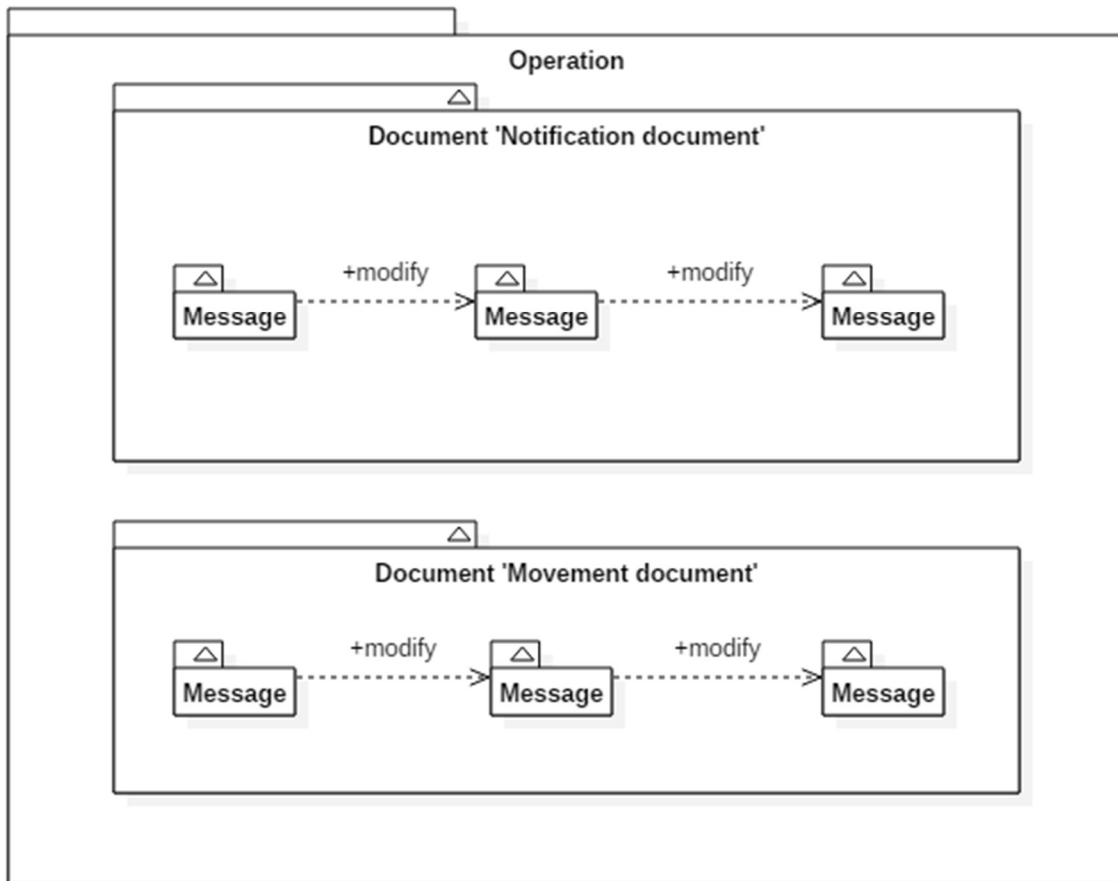 Operation
Document 'Notification document'
+modify
+modify
Message
Message
Message
Document 'Movement document'
+modify
+modify
Message
Message
Message